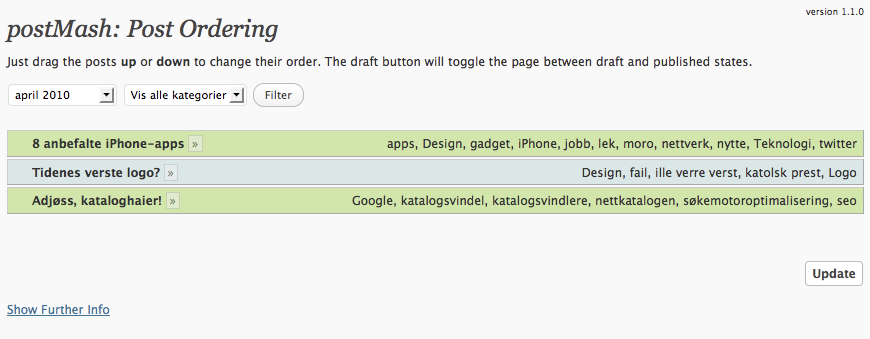 version 1.1.0
postMash: Post Ordering
Just drag the posts up or down to change their order. The draft button will toggle the page between draft and published states.
april 2010 Vis alle kategorier Filter
8 anbefalte iPhone-apps » apps, Design, gadget, iPhone, jobb, lek, moro, nettverk, nytte, Teknologi, twitter
Tidenes verste logo? » Design, fail, ille verre verst, katolsk prest, Logo
Adjøss, kataloghaier! » Google, katalogsvindel, katalogsvindlere, nettkatalogen, søkemotoroptimalisering, seo
Update
Show Further Info